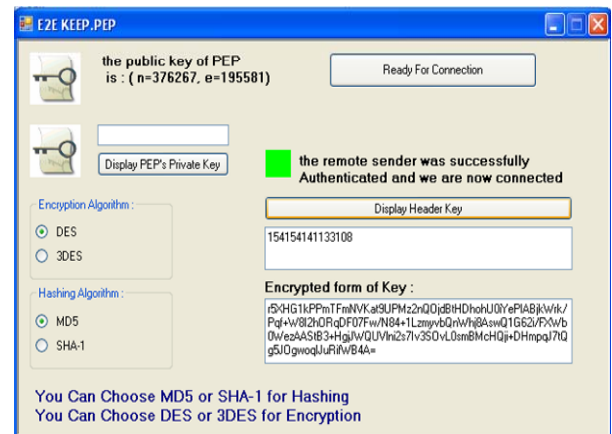 E2E KEEP.PEP
the public key of PEP
is : ( n=376267, e=195581)
Ready For Connection
Display PEP's Private Key
the remote sender was successfully
Authenticated and we are now connected
Encryption Algorithm :
DES
3DES
Display Header Key
154154141133108
Hashing Algorithm :
MD5
SHA-1
Encrypted form of Key :
You Can Choose MD5 or SHA-1 for Hashing
You Can Choose DES or 3DES for Encryption